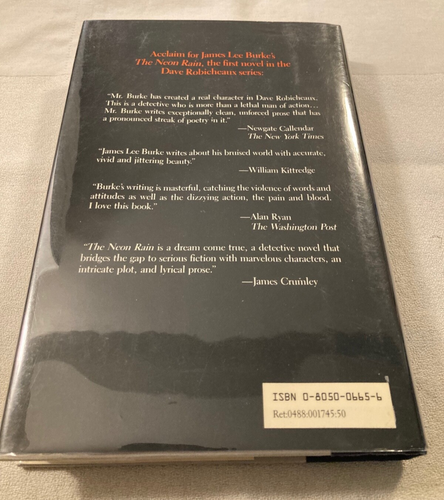 Acclaim for James Lee Burke's
The Neon Rain, the first novel in the
Dave Robicheaux series:
"Mr. Burke has created a real character in Dave Robicheaux.
This is a detective who is more than a lethal man of action...
Mr. Burke writes exceptionally clean, unforced prose that has
a pronounced streak of poetry in it."
—Newgate Callendar
The New York Times
"James Lee Burke writes about his bruised world with accurate,
vivid and jittering beauty."
—William Kittredge
"Burke's writing is masterful, catching the violence of words and
attitudes as well as the dizzying action, the pain and blood.
I love this book."
—Alan Ryan
The Washington Post
"The Neon Rain is a dream come true, a detective novel that
bridges the gap to serious fiction with marvelous characters, an
intricate plot, and lyrical prose."
—James Crumley
ISBN 0-8050-0665-6
Ret:0488:001745:50